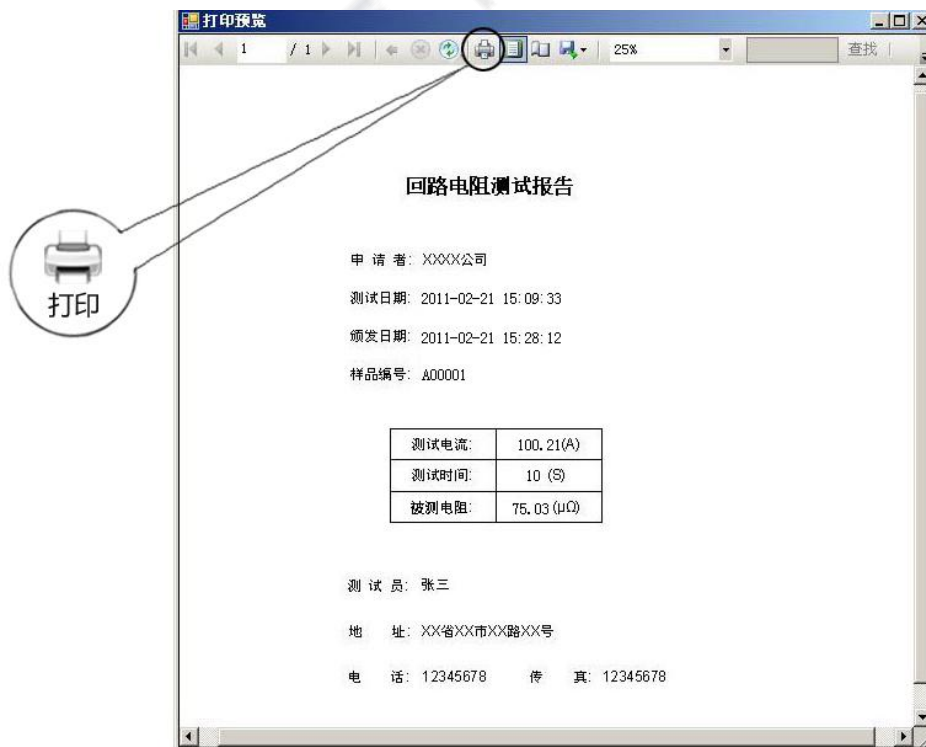 打印预览
1 / 1 25% 查找
回路电阻测试报告
申 请 者: XXXX公司
测试日期: 2011-02-21 15:09:33
打印
颁发日期: 2011-02-21 15:28:12
样品编号: A00001
测试电流: 100.21(A)
测试时间: 10 (S)
被测电阻: 75.03(μΩ)
测 试 员: 张三
地 址: XX省XX市XX路XX号
电 话: 12345678 传 真: 12345678